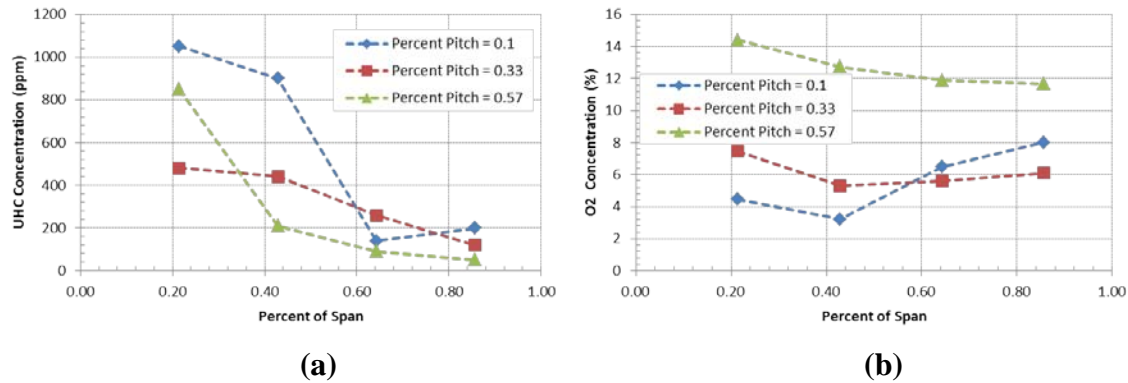 UHC Concentration (ppm)
1200
1000
800
600
400
200
0
0.00 0.20 0.40 0.60 0.80 1.00
Percent of Span
Percent Pitch = 0.1
Percent Pitch = 0.33
Percent Pitch = 0.57
(a)
O2 Concentration (%)
16
14
12
10
8
6
4
2
0
0.00 0.20 0.40 0.60 0.80 1.00
Percent of Span
Percent Pitch = 0.1
Percent Pitch = 0.33
Percent Pitch = 0.57
(b)